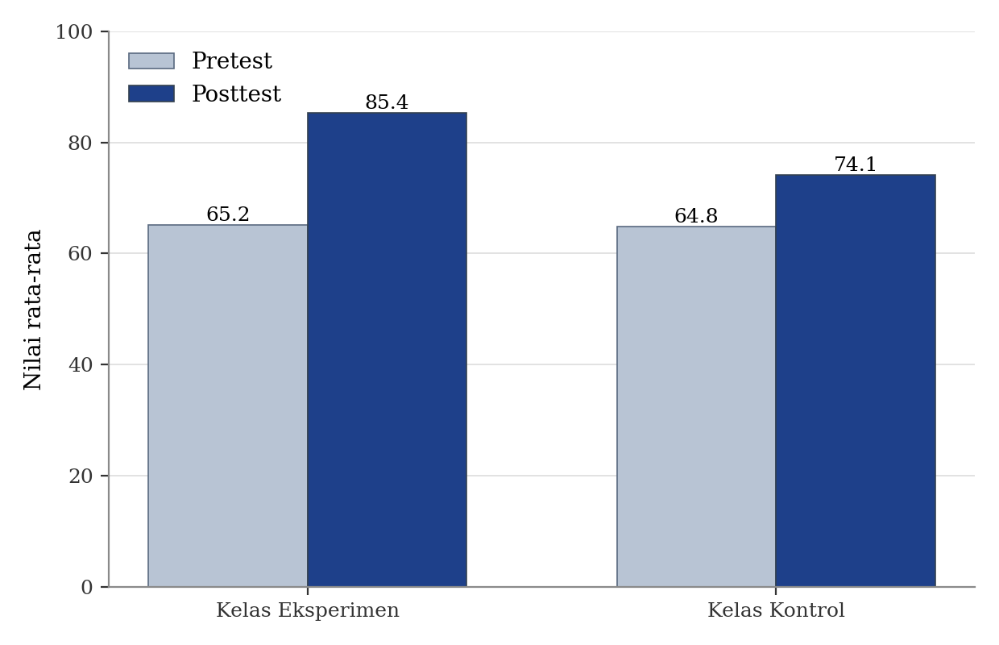 100
Pretest
Posttest
85.4
80
74.1
65.2
64.8
60
Nilai rata-rata
40
20
0
Kelas Eksperimen
Kelas Kontrol